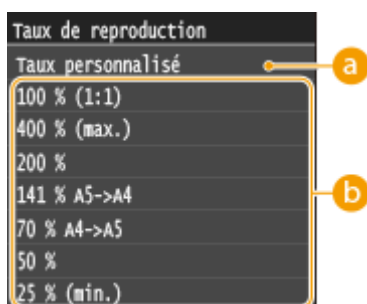 Taux de reproduction
Taux personnalisé
a
100 % (1:1)
400 % (max.)
200 %
141 % A5->A4
b
70 % A4->A5
50 %
25 % (min.)